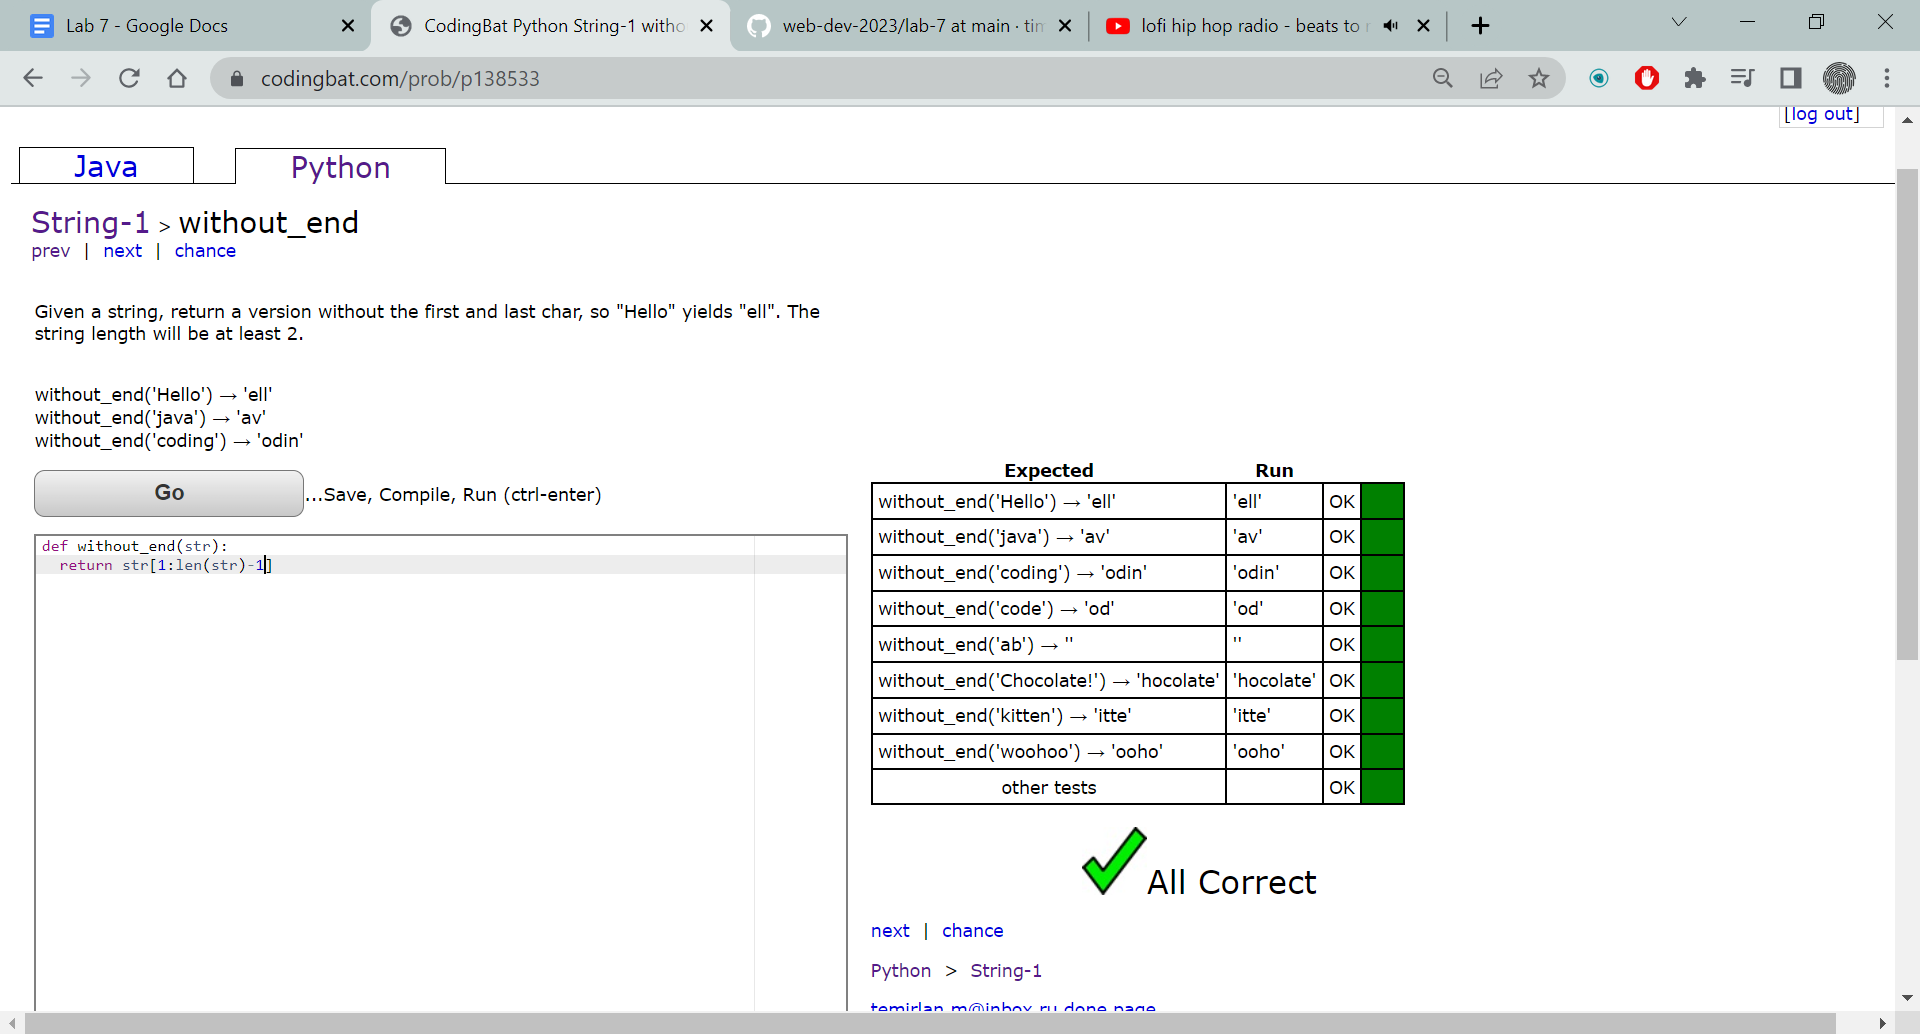 Lab 7 - Google Docs
CodingBat Python String-1 witho
web-dev-2023/lab-7 at main · tim
lofi hip hop radio - beats to r
codingbat.com/prob/p138533
[log out]
Java
Python
String-1 > without_end
prev | next | chance
Given a string, return a version without the first and last char, so "Hello" yields "ell". The
string length will be at least 2.
without_end('Hello') → 'ell'
without_end('java') → 'av'
without_end('coding') → 'odin'
Go ...Save, Compile, Run (ctrl-enter)
def without_end(str):
  return str[1:len(str)-1]
Expected Run
without_end('Hello') → 'ell' 'ell' OK
without_end('java') → 'av' 'av' OK
without_end('coding') → 'odin' 'odin' OK
without_end('code') → 'od' 'od' OK
without_end('ab') → '' '' OK
without_end('Chocolate!') → 'hocolate' 'hocolate' OK
without_end('kitten') → 'itte' 'itte' OK
without_end('woohoo') → 'ooho' 'ooho' OK
other tests OK
All Correct
next | chance
Python > String-1
temirlan.m@inbox.ru done page